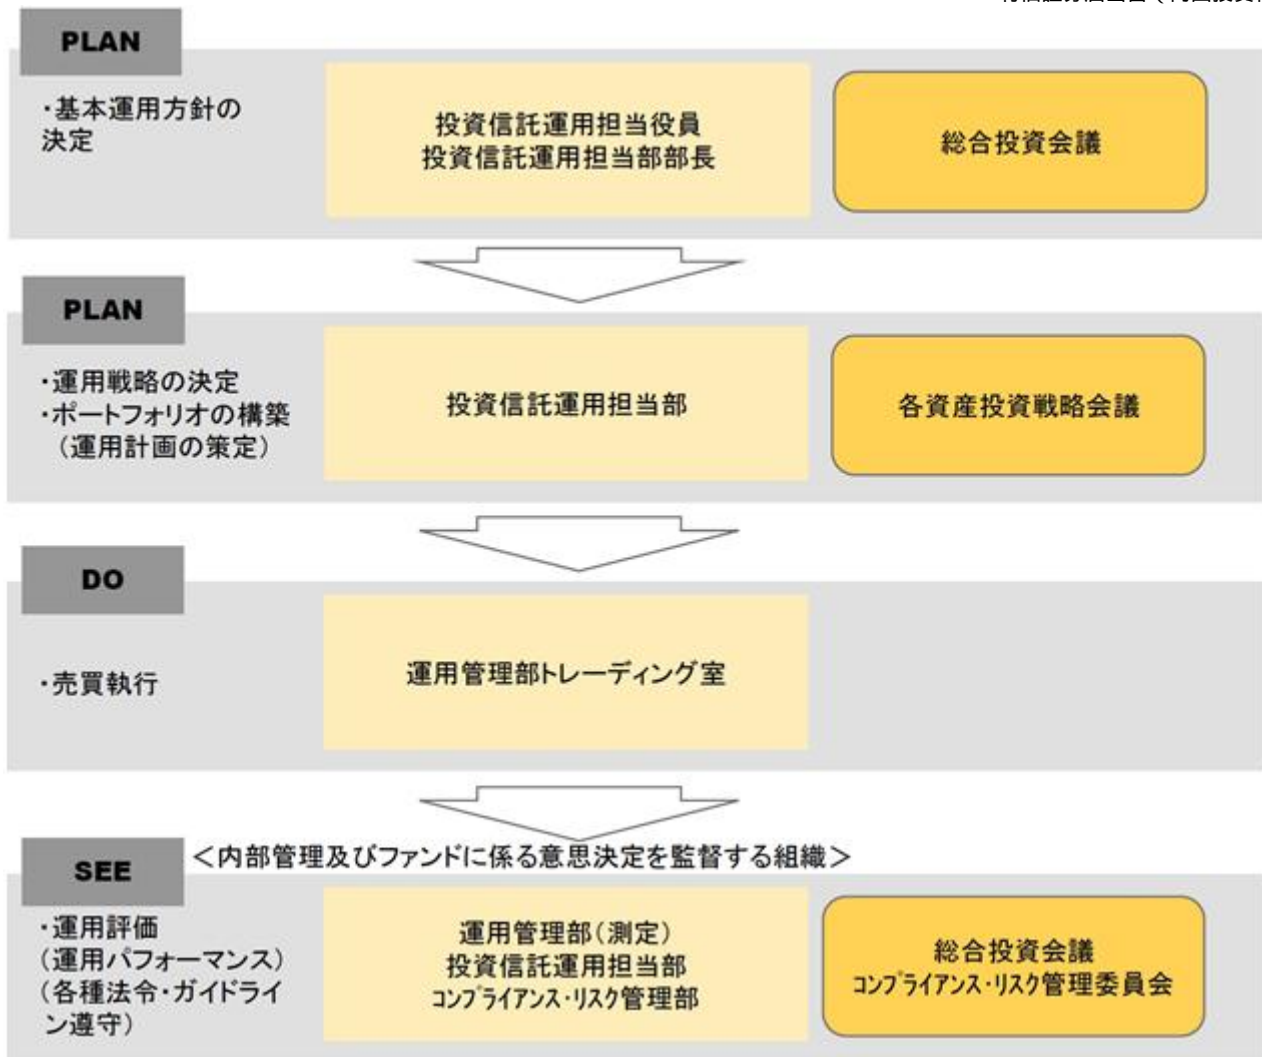 PLAN
・基本運用方針の
決定
投資信託運用担当役員
投資信託運用担当部部長
総合投資会議
PLAN
・運用戦略の決定
・ポートフォリオの構築
（運用計画の策定）
投資信託運用担当部
各資産投資戦略会議
DO
・売買執行
運用管理部トレーディング室
SEE
＜内部管理及びファンドに係る意思決定を監督する組織＞
・運用評価
（運用パフォーマンス）
（各種法令・ガイドライ
ン遵守）
運用管理部（測定）
投資信託運用担当部
ｺﾝﾌﾟﾗｲｱﾝｽ・ﾘｽｸ管理部
総合投資会議
ｺﾝﾌﾟﾗｲｱﾝｽ・ﾘｽｸ管理委員会